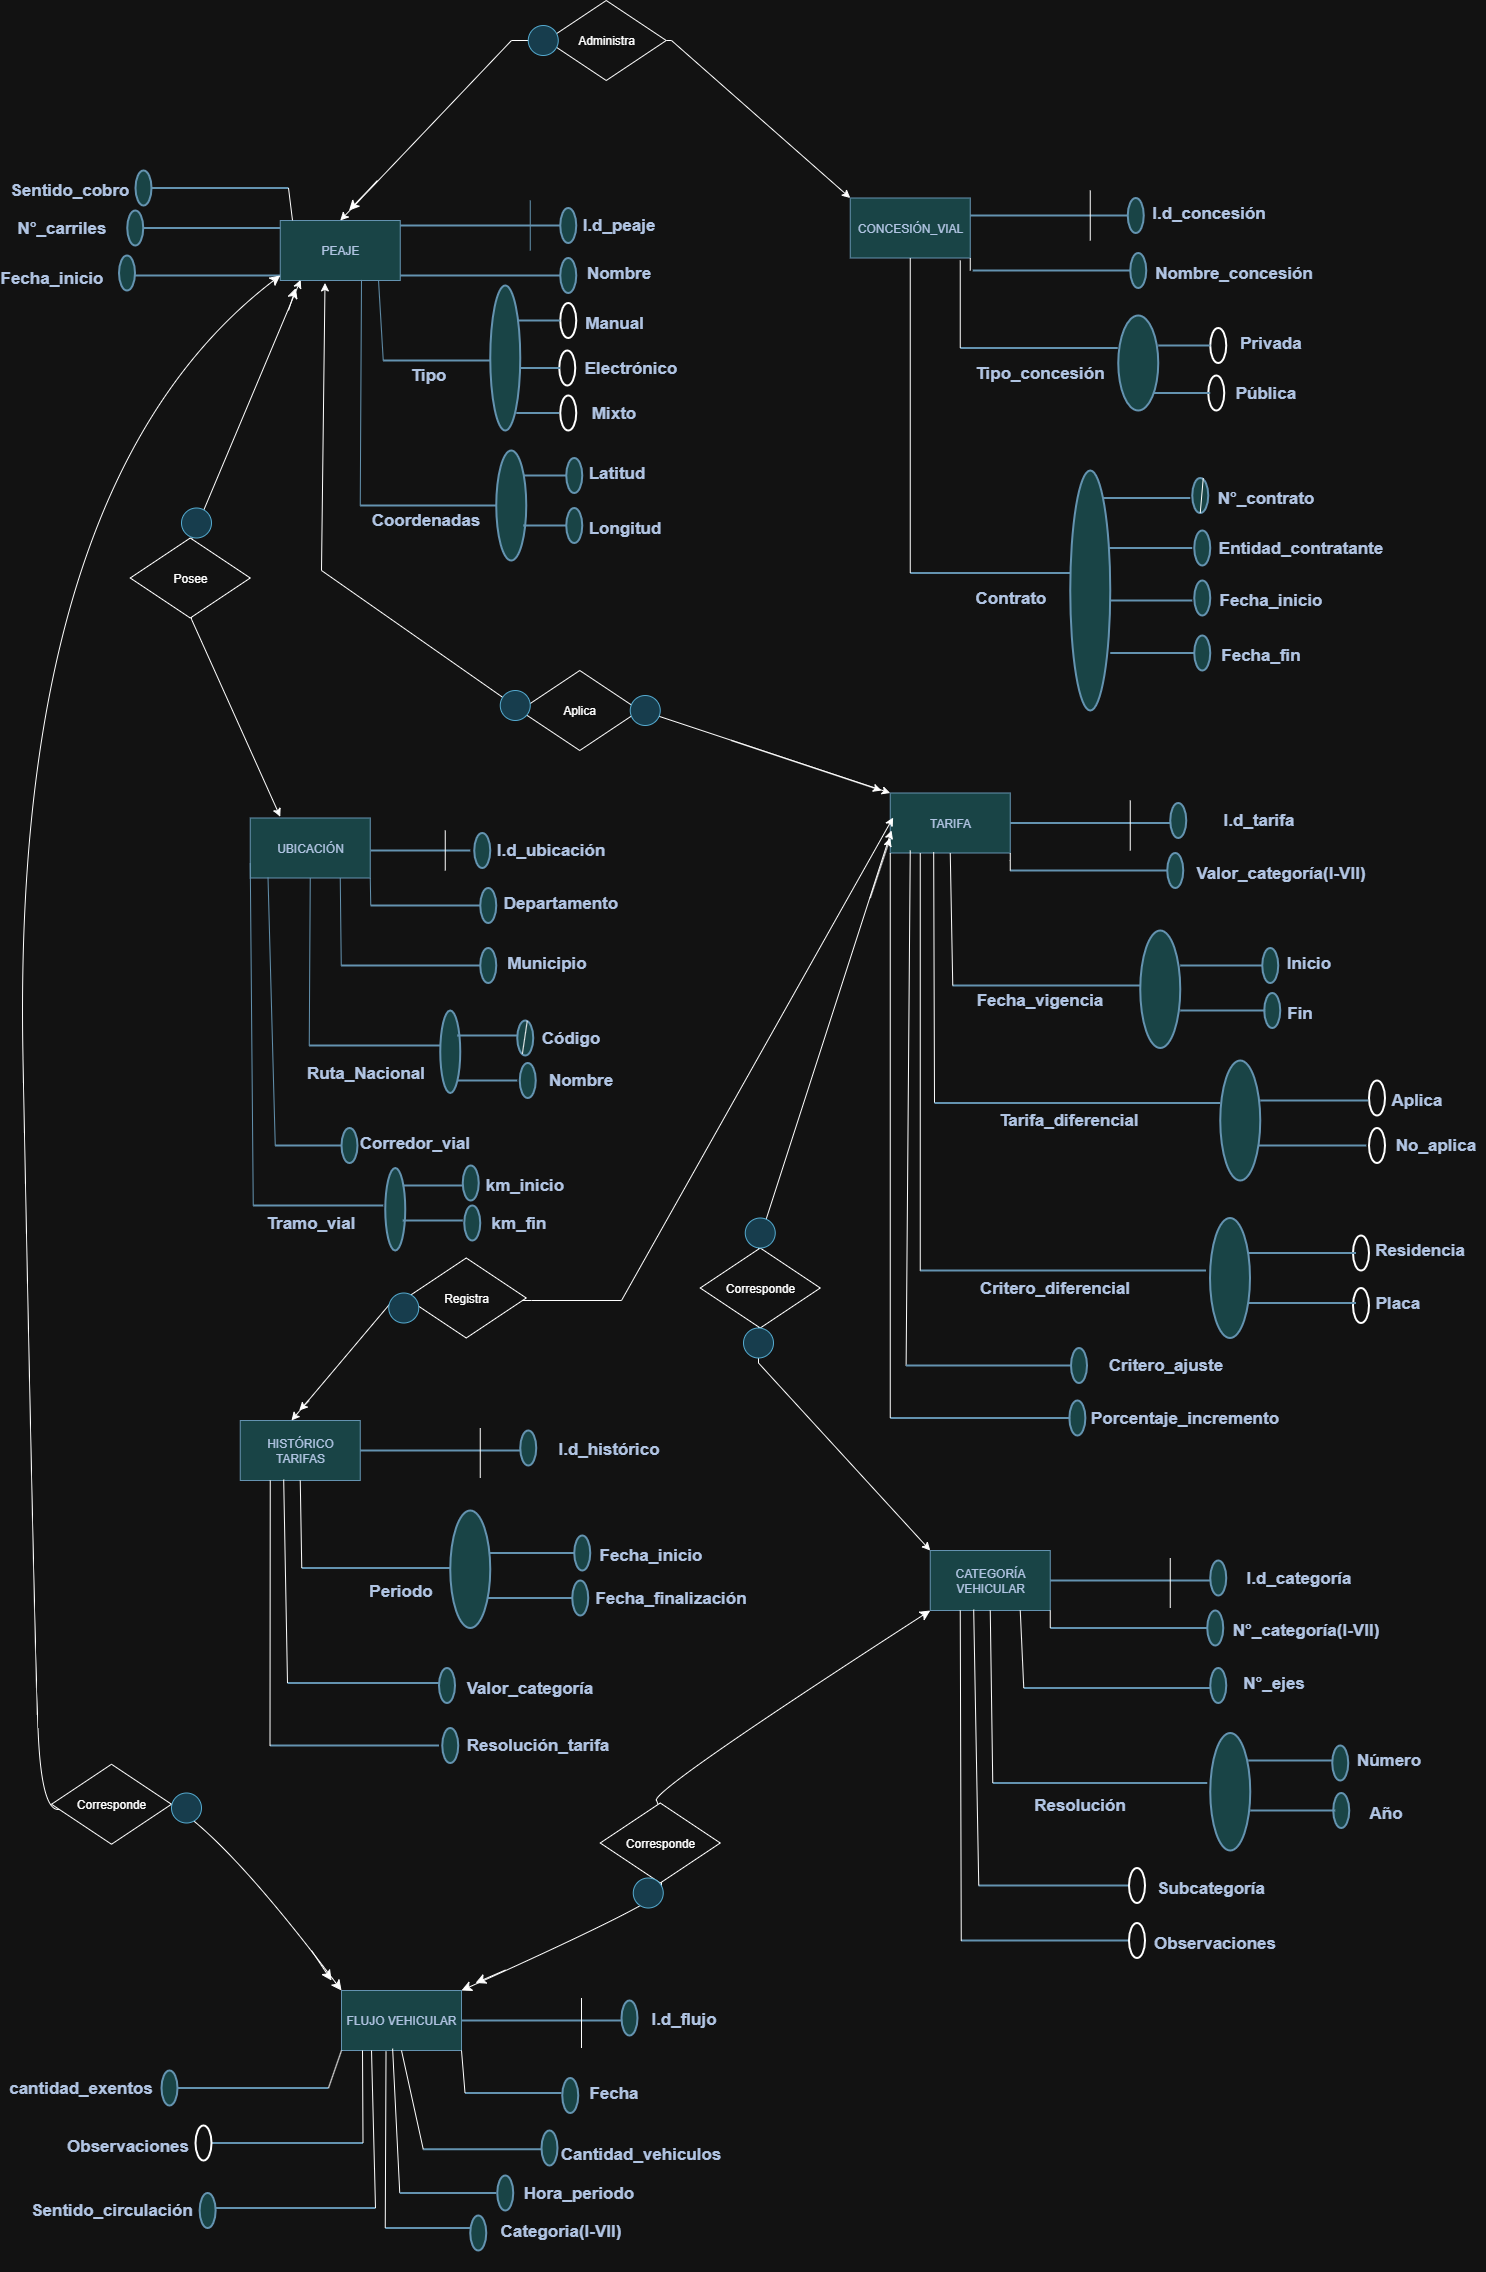 Administra
Sentido_cobro
N°_carriles
Fecha_inicio
PEAJE
I.d_peaje
Nombre
Manual
Electrónico
Mixto
Tipo
Latitud
Longitud
Coordenadas
CONCESIÓN_VIAL
I.d_concesión
Nombre_concesión
Privada
Pública
Tipo_concesión
N°_contrato
Entidad_contratante
Fecha_inicio
Fecha_fin
Contrato
Posee
Aplica
UBICACIÓN
I.d_ubicación
Departamento
Municipio
Código
Nombre
Ruta_Nacional
Corredor_vial
km_inicio
km_fin
Tramo_vial
TARIFA
I.d_tarifa
Valor_categoría(I-VII)
Inicio
Fin
Fecha_vigencia
Aplica
No_aplica
Tarifa_diferencial
Residencia
Placa
Critero_diferencial
Critero_ajuste
Porcentaje_incremento
Registra
Corresponde
HISTÓRICO
TARIFAS
I.d_histórico
Fecha_inicio
Fecha_finalización
Periodo
Valor_categoría
Resolución_tarifa
CATEGORÍA
VEHICULAR
I.d_categoría
N°_categoría(I-VII)
N°_ejes
Número
Año
Resolución
Subcategoría
Observaciones
Corresponde
Corresponde
FLUJO VEHICULAR
I.d_flujo
Fecha
Cantidad_vehiculos
Hora_periodo
Categoria(I-VII)
cantidad_exentos
Observaciones
Sentido_circulación